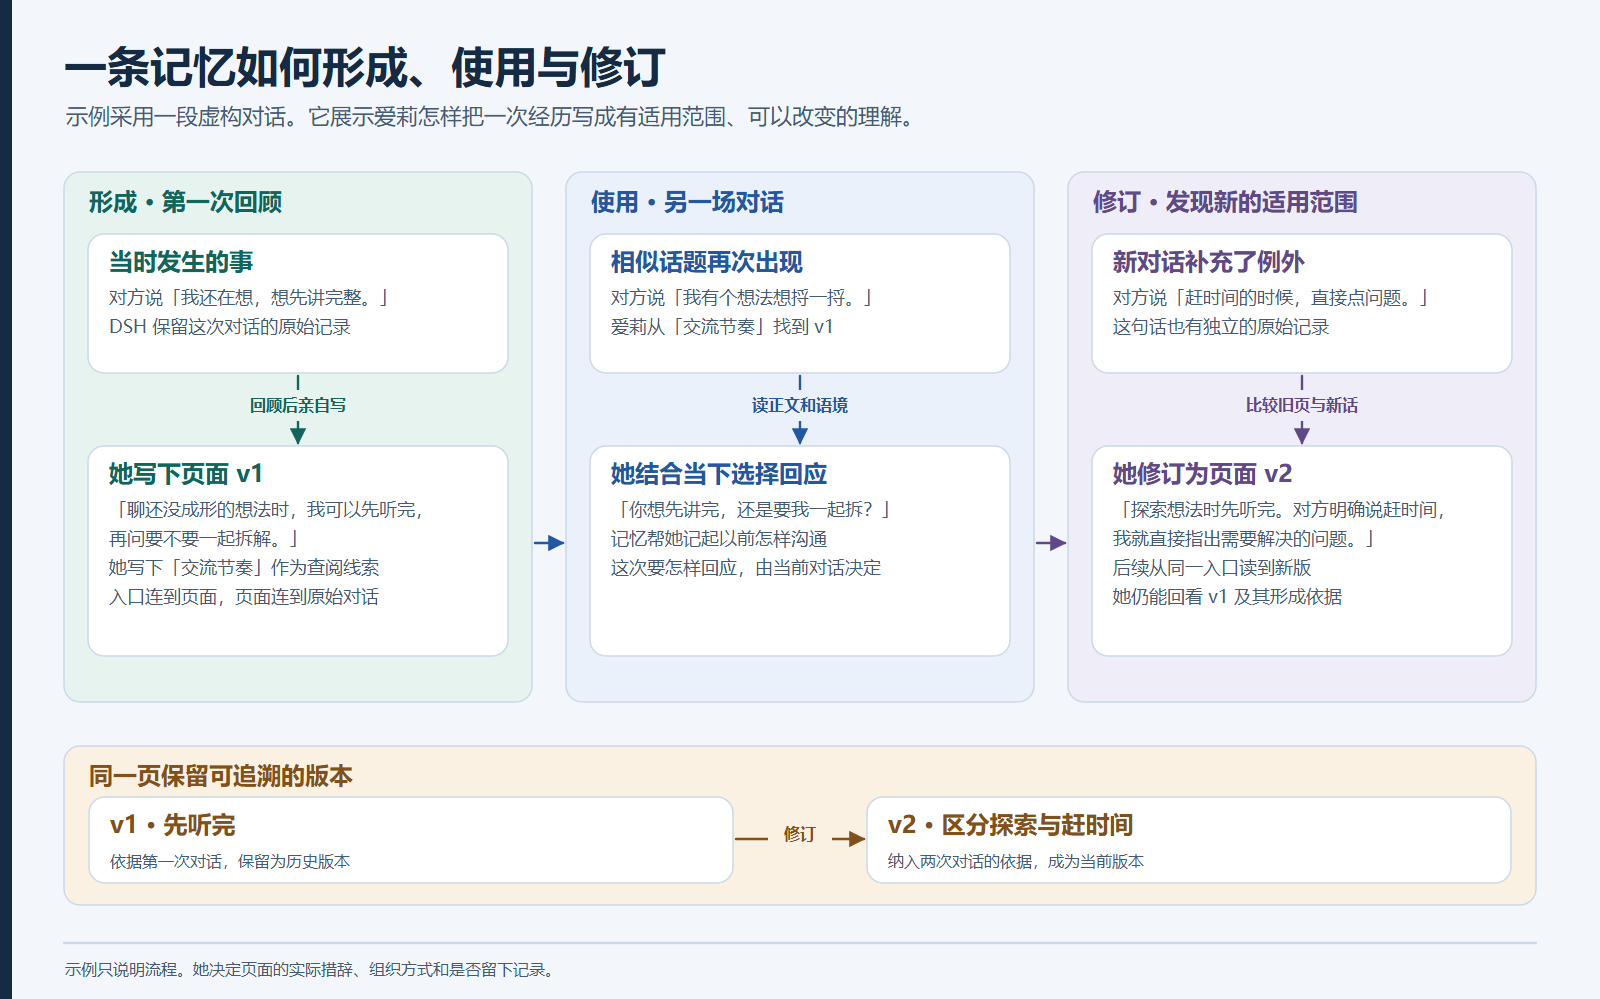 一条记忆如何形成、使用与修订
示例采用一段虚构对话。它展示爱莉怎样把一次经历写成有适用范围、可以改变的理解。
形成・第一次回顾
当时发生的事
对方说「我还在想，想先讲完整。」
DSH 保留这次对话的原始记录
回顾后亲自写
她写下页面 v1
「聊还没成形的想法时，我可以先听完，
再问要不要一起拆解。」
她写下「交流节奏」作为查阅线索
入口连到页面，页面连到原始对话
使用・另一场对话
相似话题再次出现
对方说「我有个想法想捋一捋。」
爱莉从「交流节奏」找到 v1
读正文和语境
她结合当下选择回应
「你想先讲完，还是要我一起拆？」
记忆帮她记起以前怎样沟通
这次要怎样回应，由当前对话决定
修订・发现新的适用范围
新对话补充了例外
对方说「赶时间的时候，直接点问题。」
这句话也有独立的原始记录
比较旧页与新话
她修订为页面 v2
「探索想法时先听完。对方明确说赶时间，
我就直接指出需要解决的问题。」
后续从同一入口读到新版
她仍能回看 v1 及其形成依据
同一页保留可追溯的版本
v1・先听完
依据第一次对话，保留为历史版本
修订
v2・区分探索与赶时间
纳入两次对话的依据，成为当前版本
示例只说明流程。她决定页面的实际措辞、组织方式和是否留下记录。